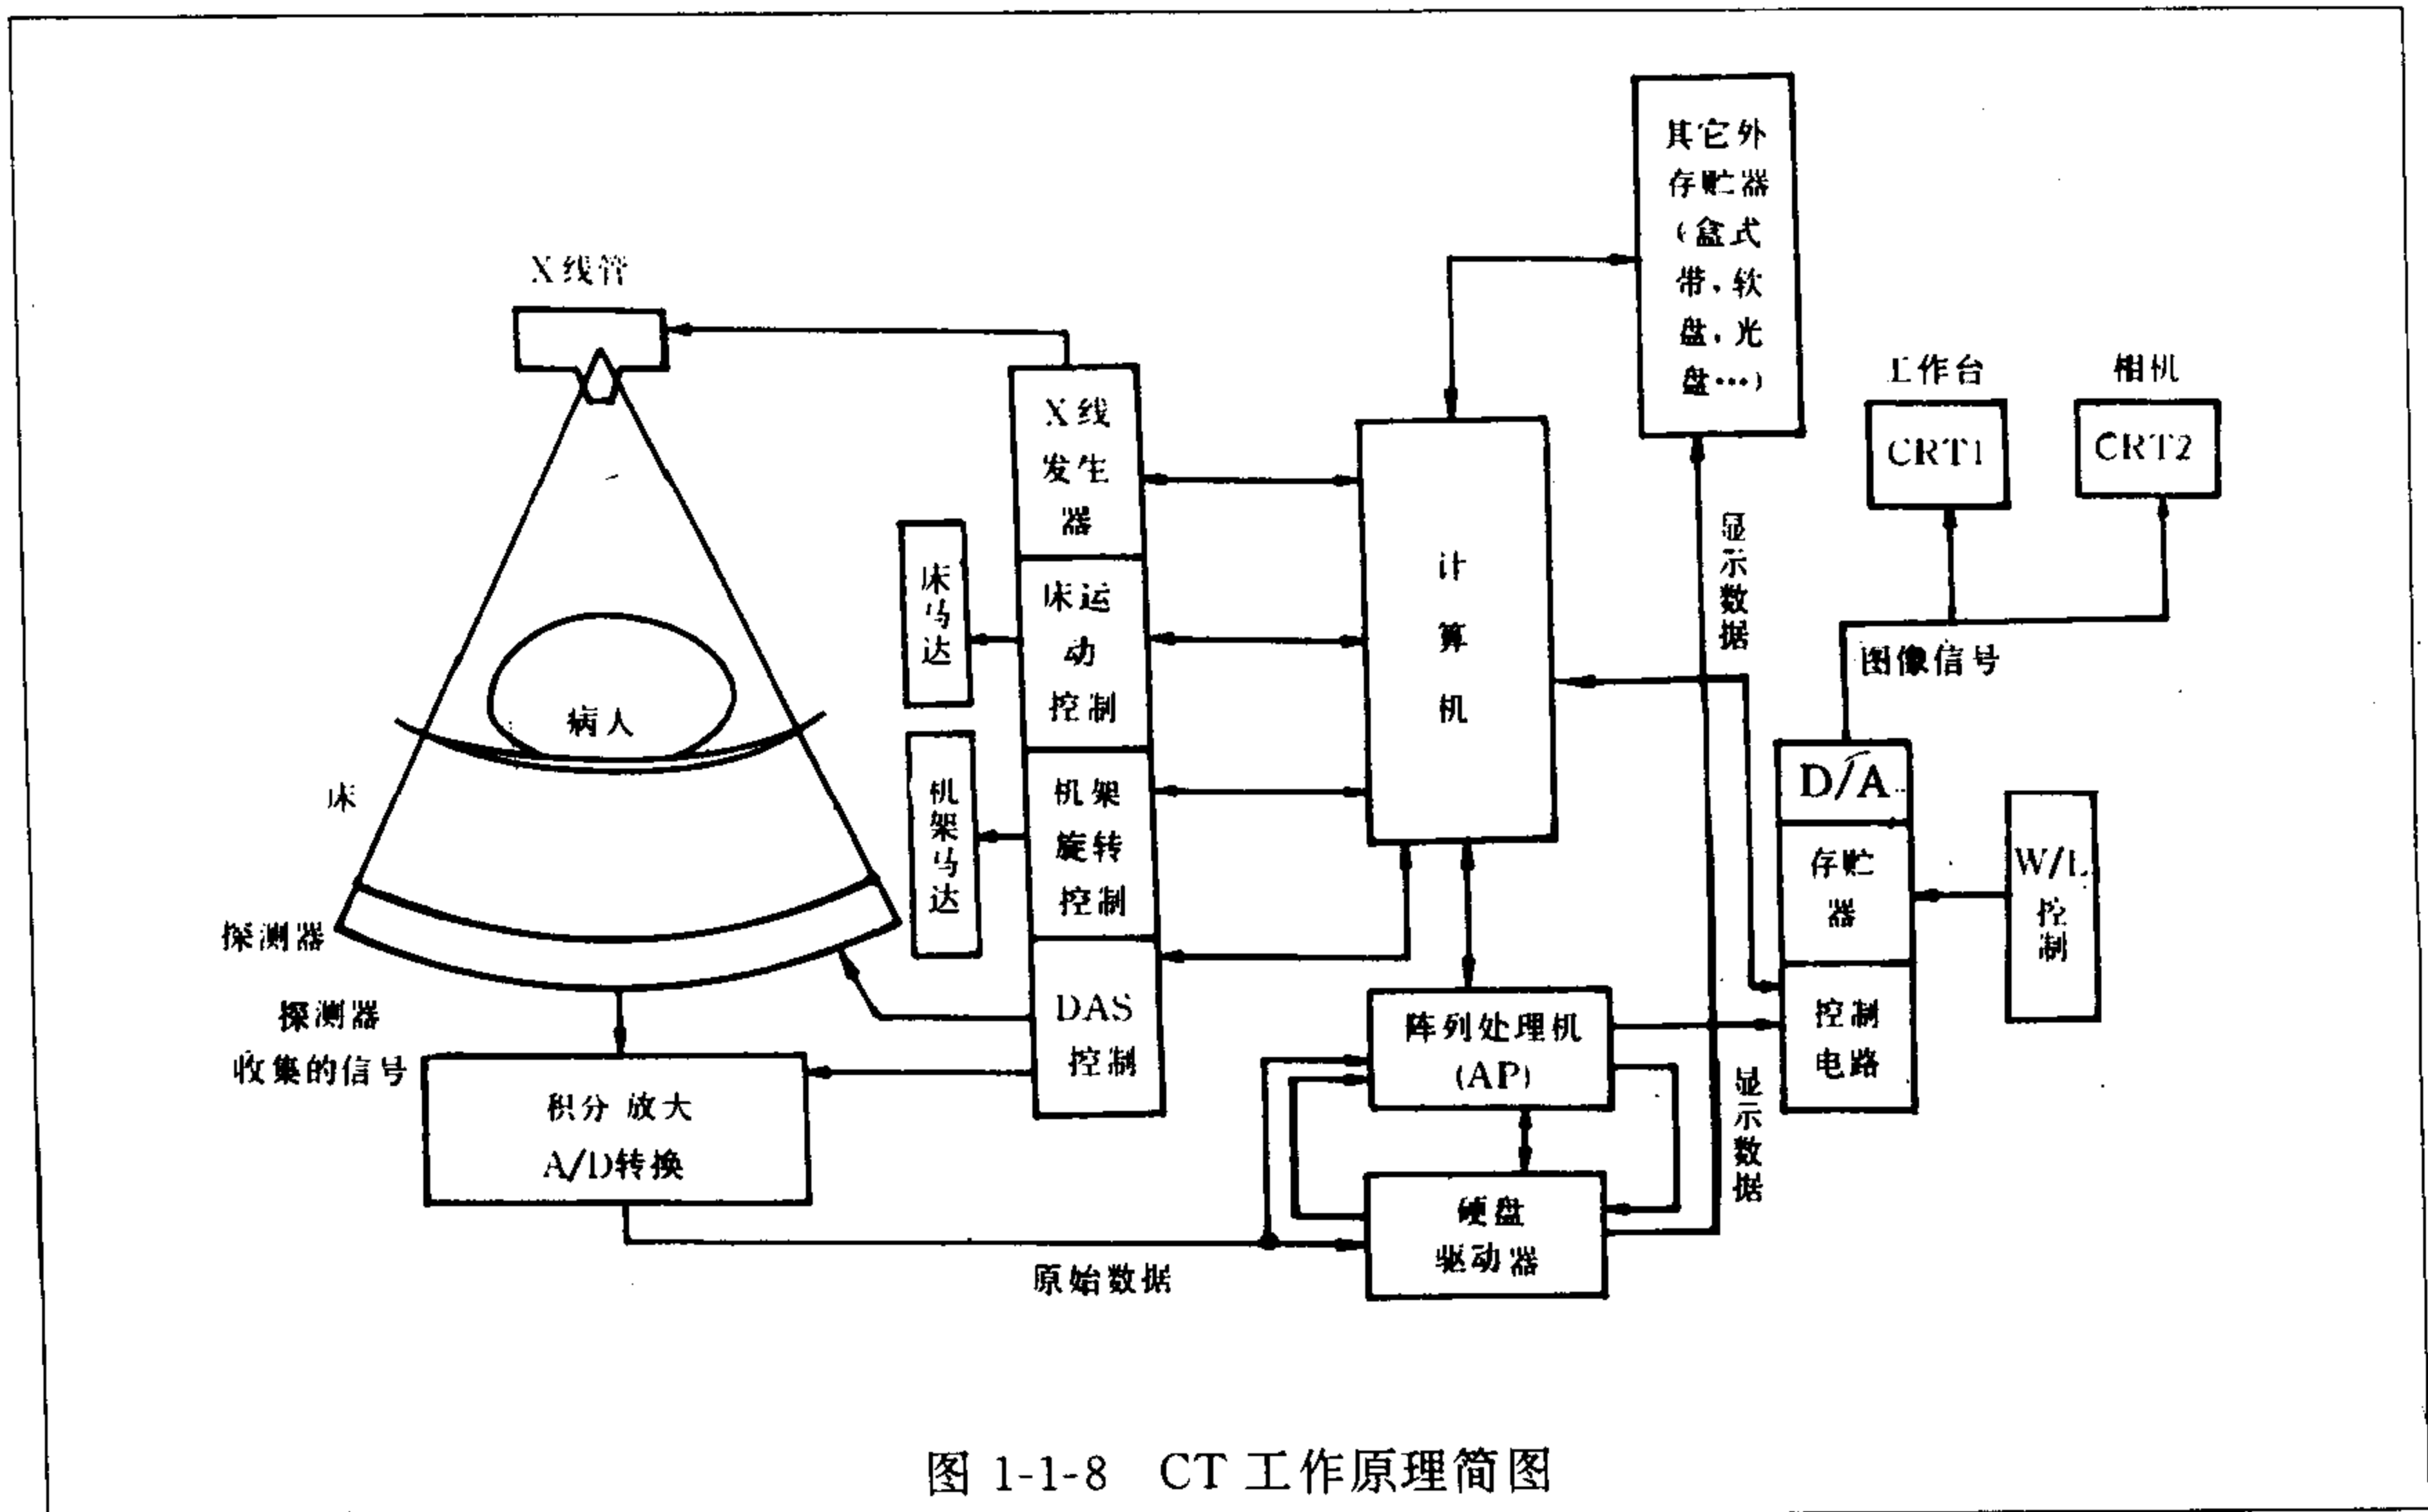 X线管
X线
发生
器
床运
动
控制
机架
旋转
控制
DAS
控制
床
马
达
机
架
马
达
病人
床
探测器
探测器
收集的信号
积分 放大
A/D转换
原始数据
计
算
机
阵列处理机
(AP)
硬盘
驱动器
其它外
存贮器
(盒式
带,软
盘,光
盘…)
显
示
数
据
显
示
数
据
工作台
CRT1
相机
CRT2
图像信号
D/A
存贮
器
控制
电路
W/L
控
制
图 1-1-8 CT 工作原理简图